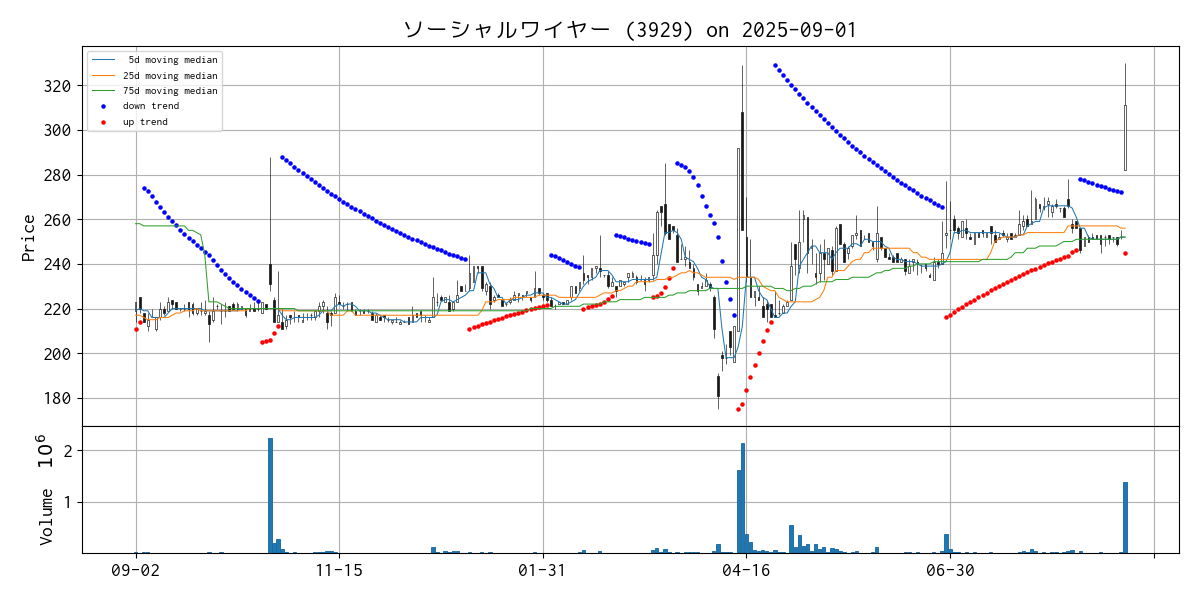 ソーシャルワイヤー (3929) on 2025-09-01
5d moving median
25d moving median
75d moving median
down trend
up trend
Price
320
300
280
260
240
220
200
180
Volume 10^6
2
1
09-02
11-15
01-31
04-16
06-30